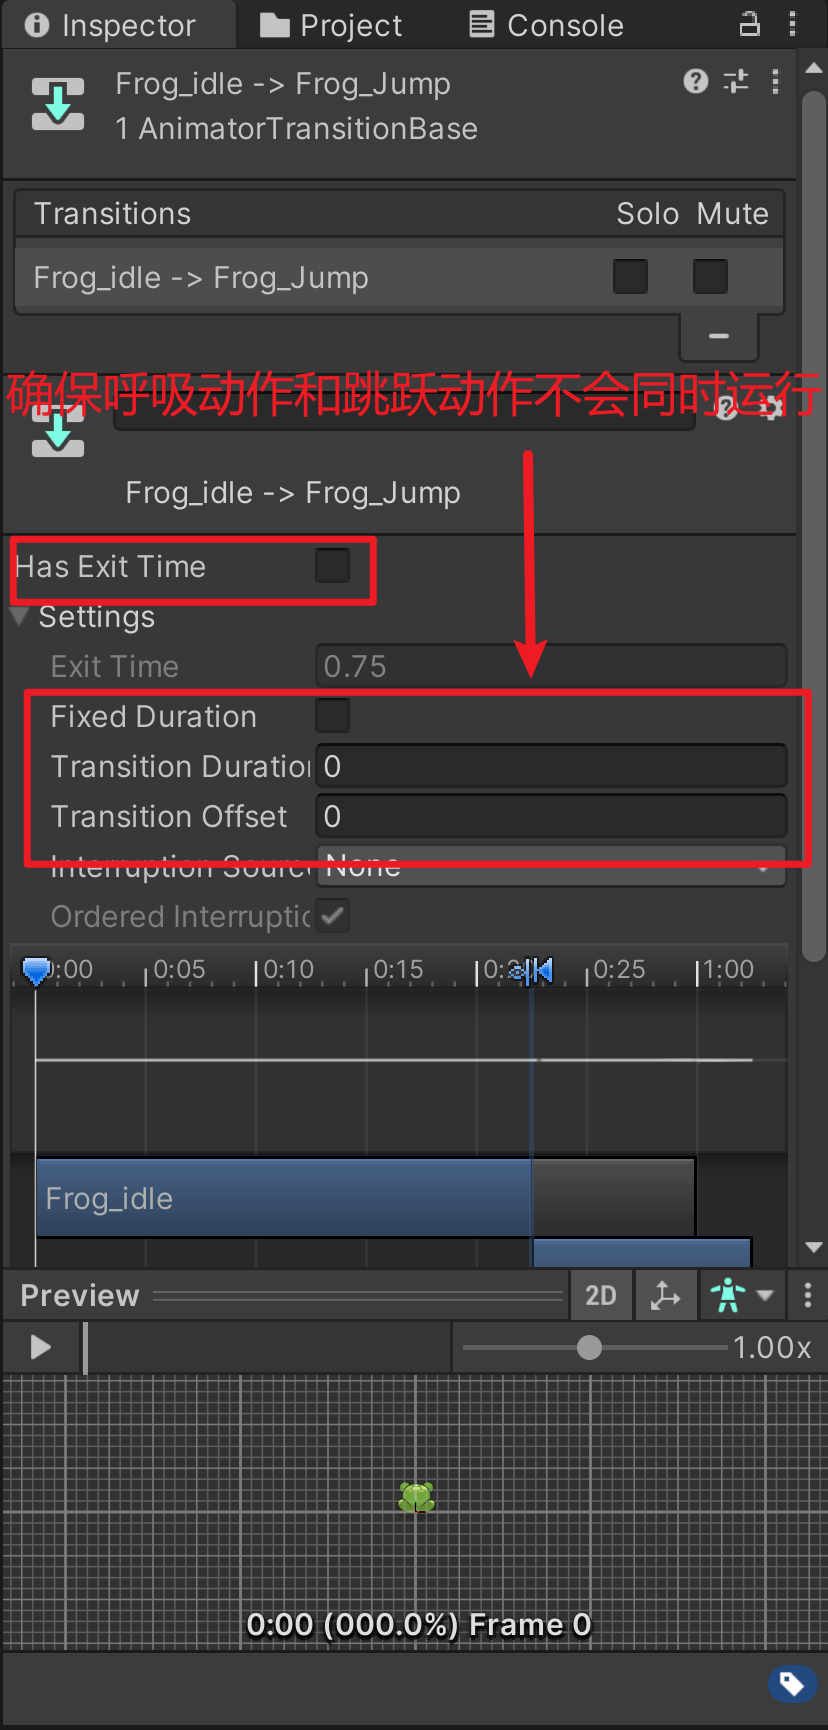 Inspector Project Console
Frog_idle -> Frog_Jump
1 AnimatorTransitionBase
Transitions Solo Mute
Frog_idle -> Frog_Jump
确保呼吸动作和跳跃动作不会同时运行
Frog_idle -> Frog_Jump
Has Exit Time
Settings
Exit Time 0.75
Fixed Duration
Transition Duration 0
Transition Offset 0
Interruption Source None
Ordered Interruptic
0:00 0:05 0:10 0:15 0:2 0:25 1:00
Frog_idle
Preview 2D
1.00x
0:00 (000.0%) Frame 0